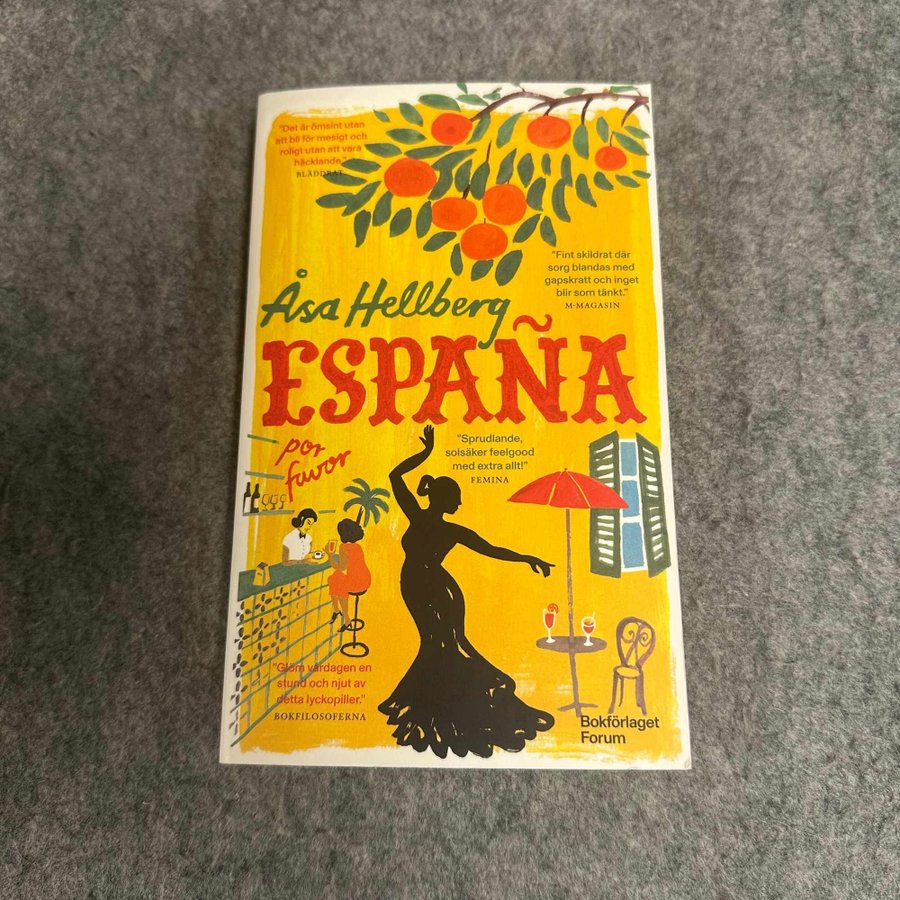 "Det är ömsint utan
att bli för mesigt och
roligt utan att vara
häcklande."
BLÄDDRAT
"Fint skildrat där
sorg blandas med
gapskratt och inget
blir som tänkt."
M-MAGASIN
Åsa Hellberg
ESPAÑA
por
favor
"Sprudlande,
solsäker feelgood
med extra allt!"
FEMINA
"Glöm vardagen en
stund och njut av
detta lyckopiller."
BOKFILOSOFERNA
Bokförlaget
Forum